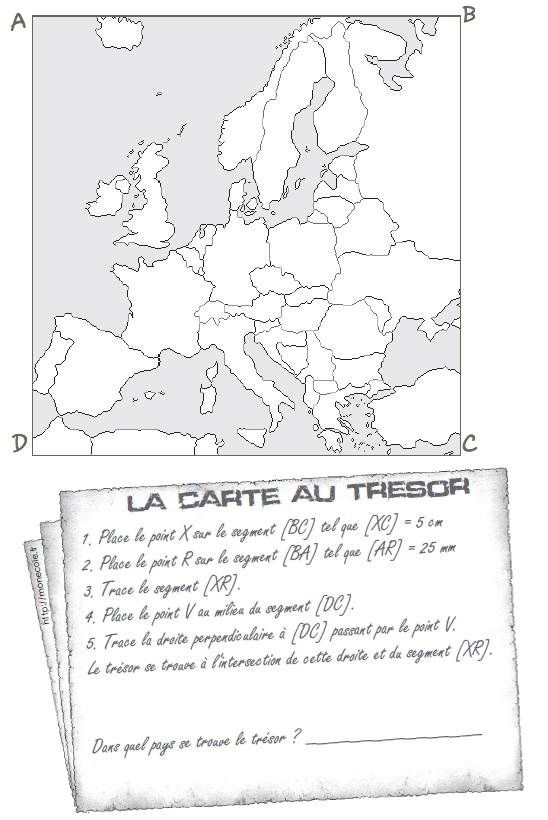 A
B
D
C
LA CARTE AU TRESOR
1. Place le point X sur le segment [BC] tel que [XC] = 5 cm
2. Place le point R sur le segment [BA] tel que [AR] = 25 mm
3. Trace le segment [XR].
4. Place le point V au milieu du segment [DC].
5. Trace la droite perpendiculaire à [DC] passant par le point V.
Le trésor se trouve à l'intersection de cette droite et du segment [XR].
Dans quel pays se trouve le trésor ? ____________________
http://monecole.fr